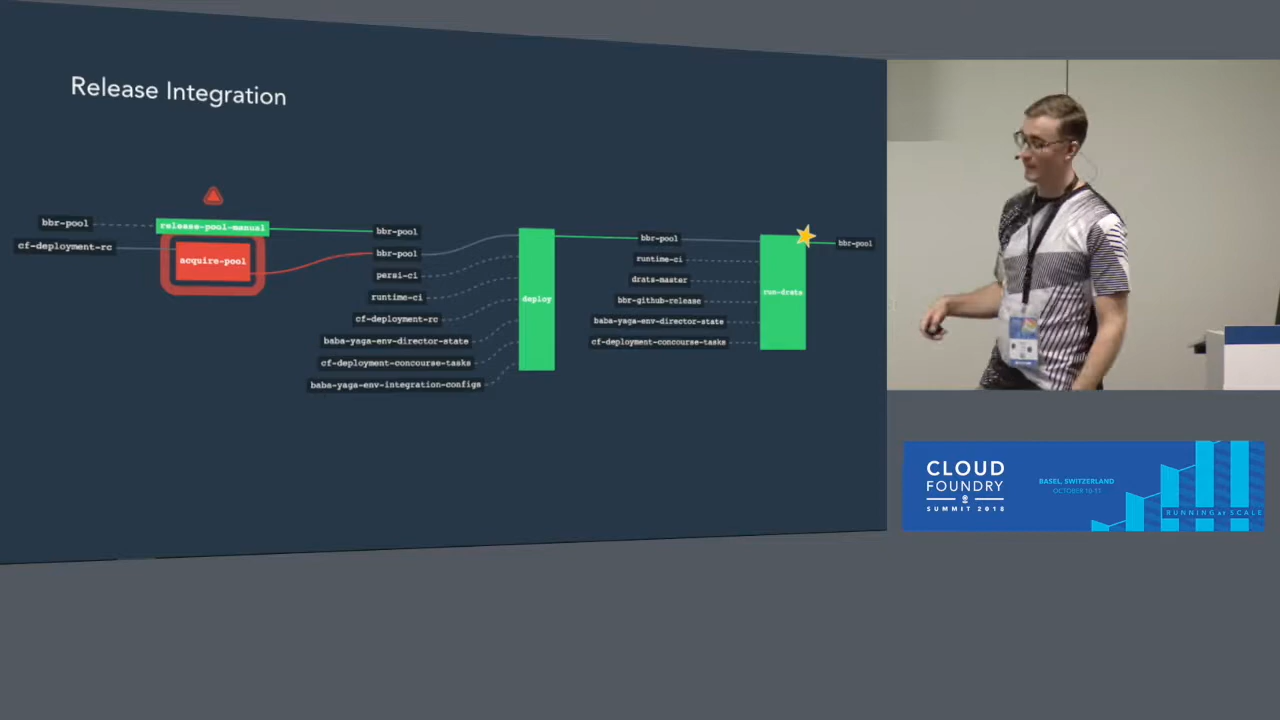 Release Integration
bbr-pool
cf-deployment-rc
release-pool-manual
acquire-pool
bbr-pool
bbr-pool
persi-ci
runtime-ci
cf-deployment-rc
baba-yaga-env-director-state
cf-deployment-concourse-tasks
baba-yaga-env-integration-configs
deploy
bbr-pool
runtime-ci
drats-master
bbr-github-release
baba-yaga-env-director-state
cf-deployment-concourse-tasks
run-drats
bbr-pool
CLOUD
FOUNDRY
SUMMIT 2018
BASEL, SWITZERLAND
OCTOBER 10-11
RUNNING at SCALE